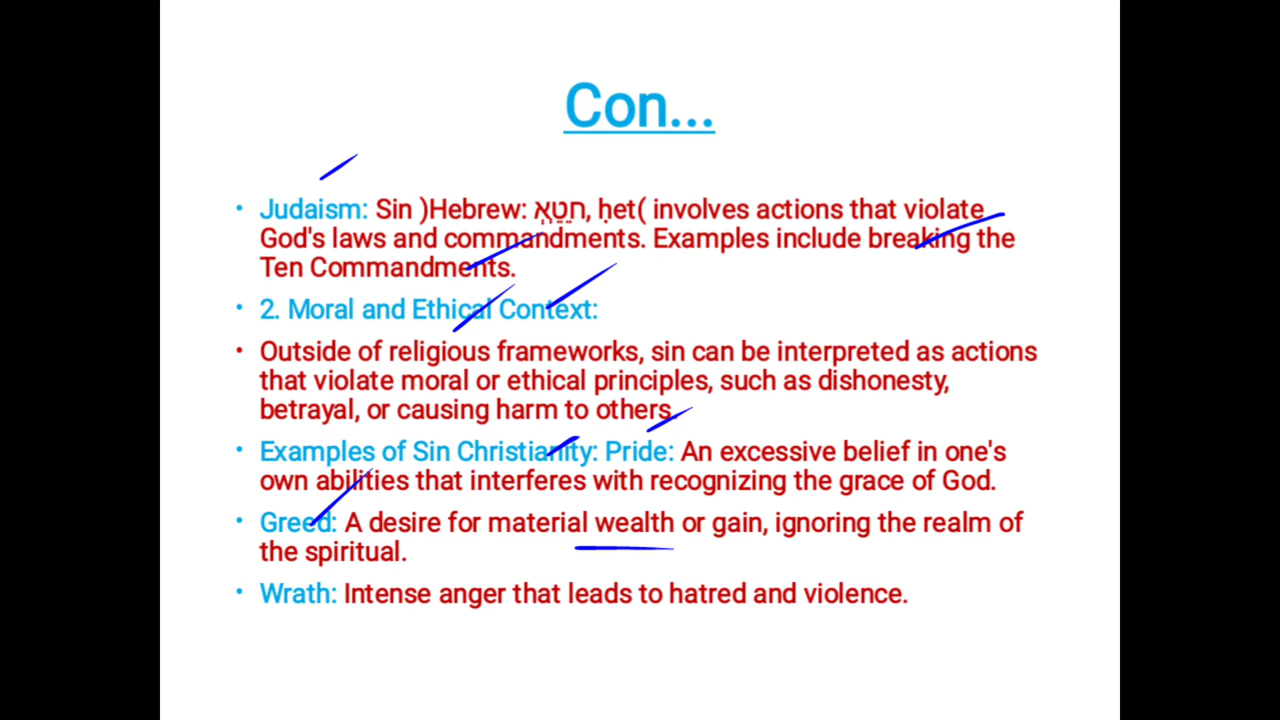 Con...
• Judaism: Sin )Hebrew: חֵטֵאְ, ḥet( involves actions that violate
God's laws and commandments. Examples include breaking the
Ten Commandments.
• 2. Moral and Ethical Context:
• Outside of religious frameworks, sin can be interpreted as actions
that violate moral or ethical principles, such as dishonesty,
betrayal, or causing harm to others.
• Examples of Sin Christianity: Pride: An excessive belief in one's
own abilities that interferes with recognizing the grace of God.
• Greed: A desire for material wealth or gain, ignoring the realm of
the spiritual.
• Wrath: Intense anger that leads to hatred and violence.